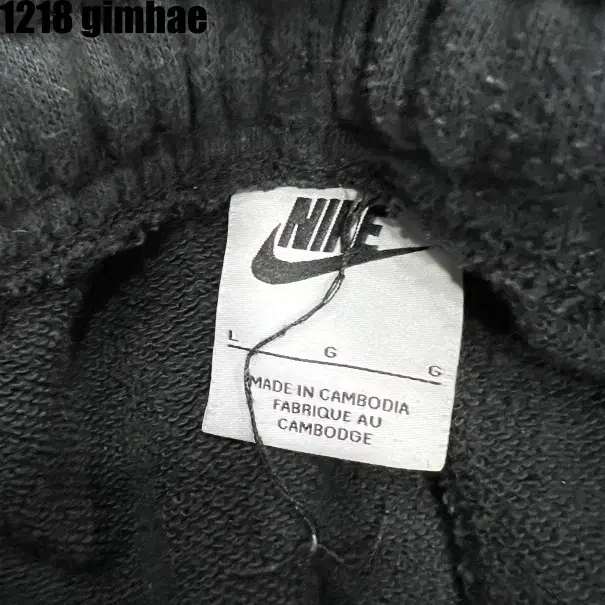 1218 gimhae
NIKE
L G G
MADE IN CAMBODIA
FABRIQUE AU
CAMBODGE